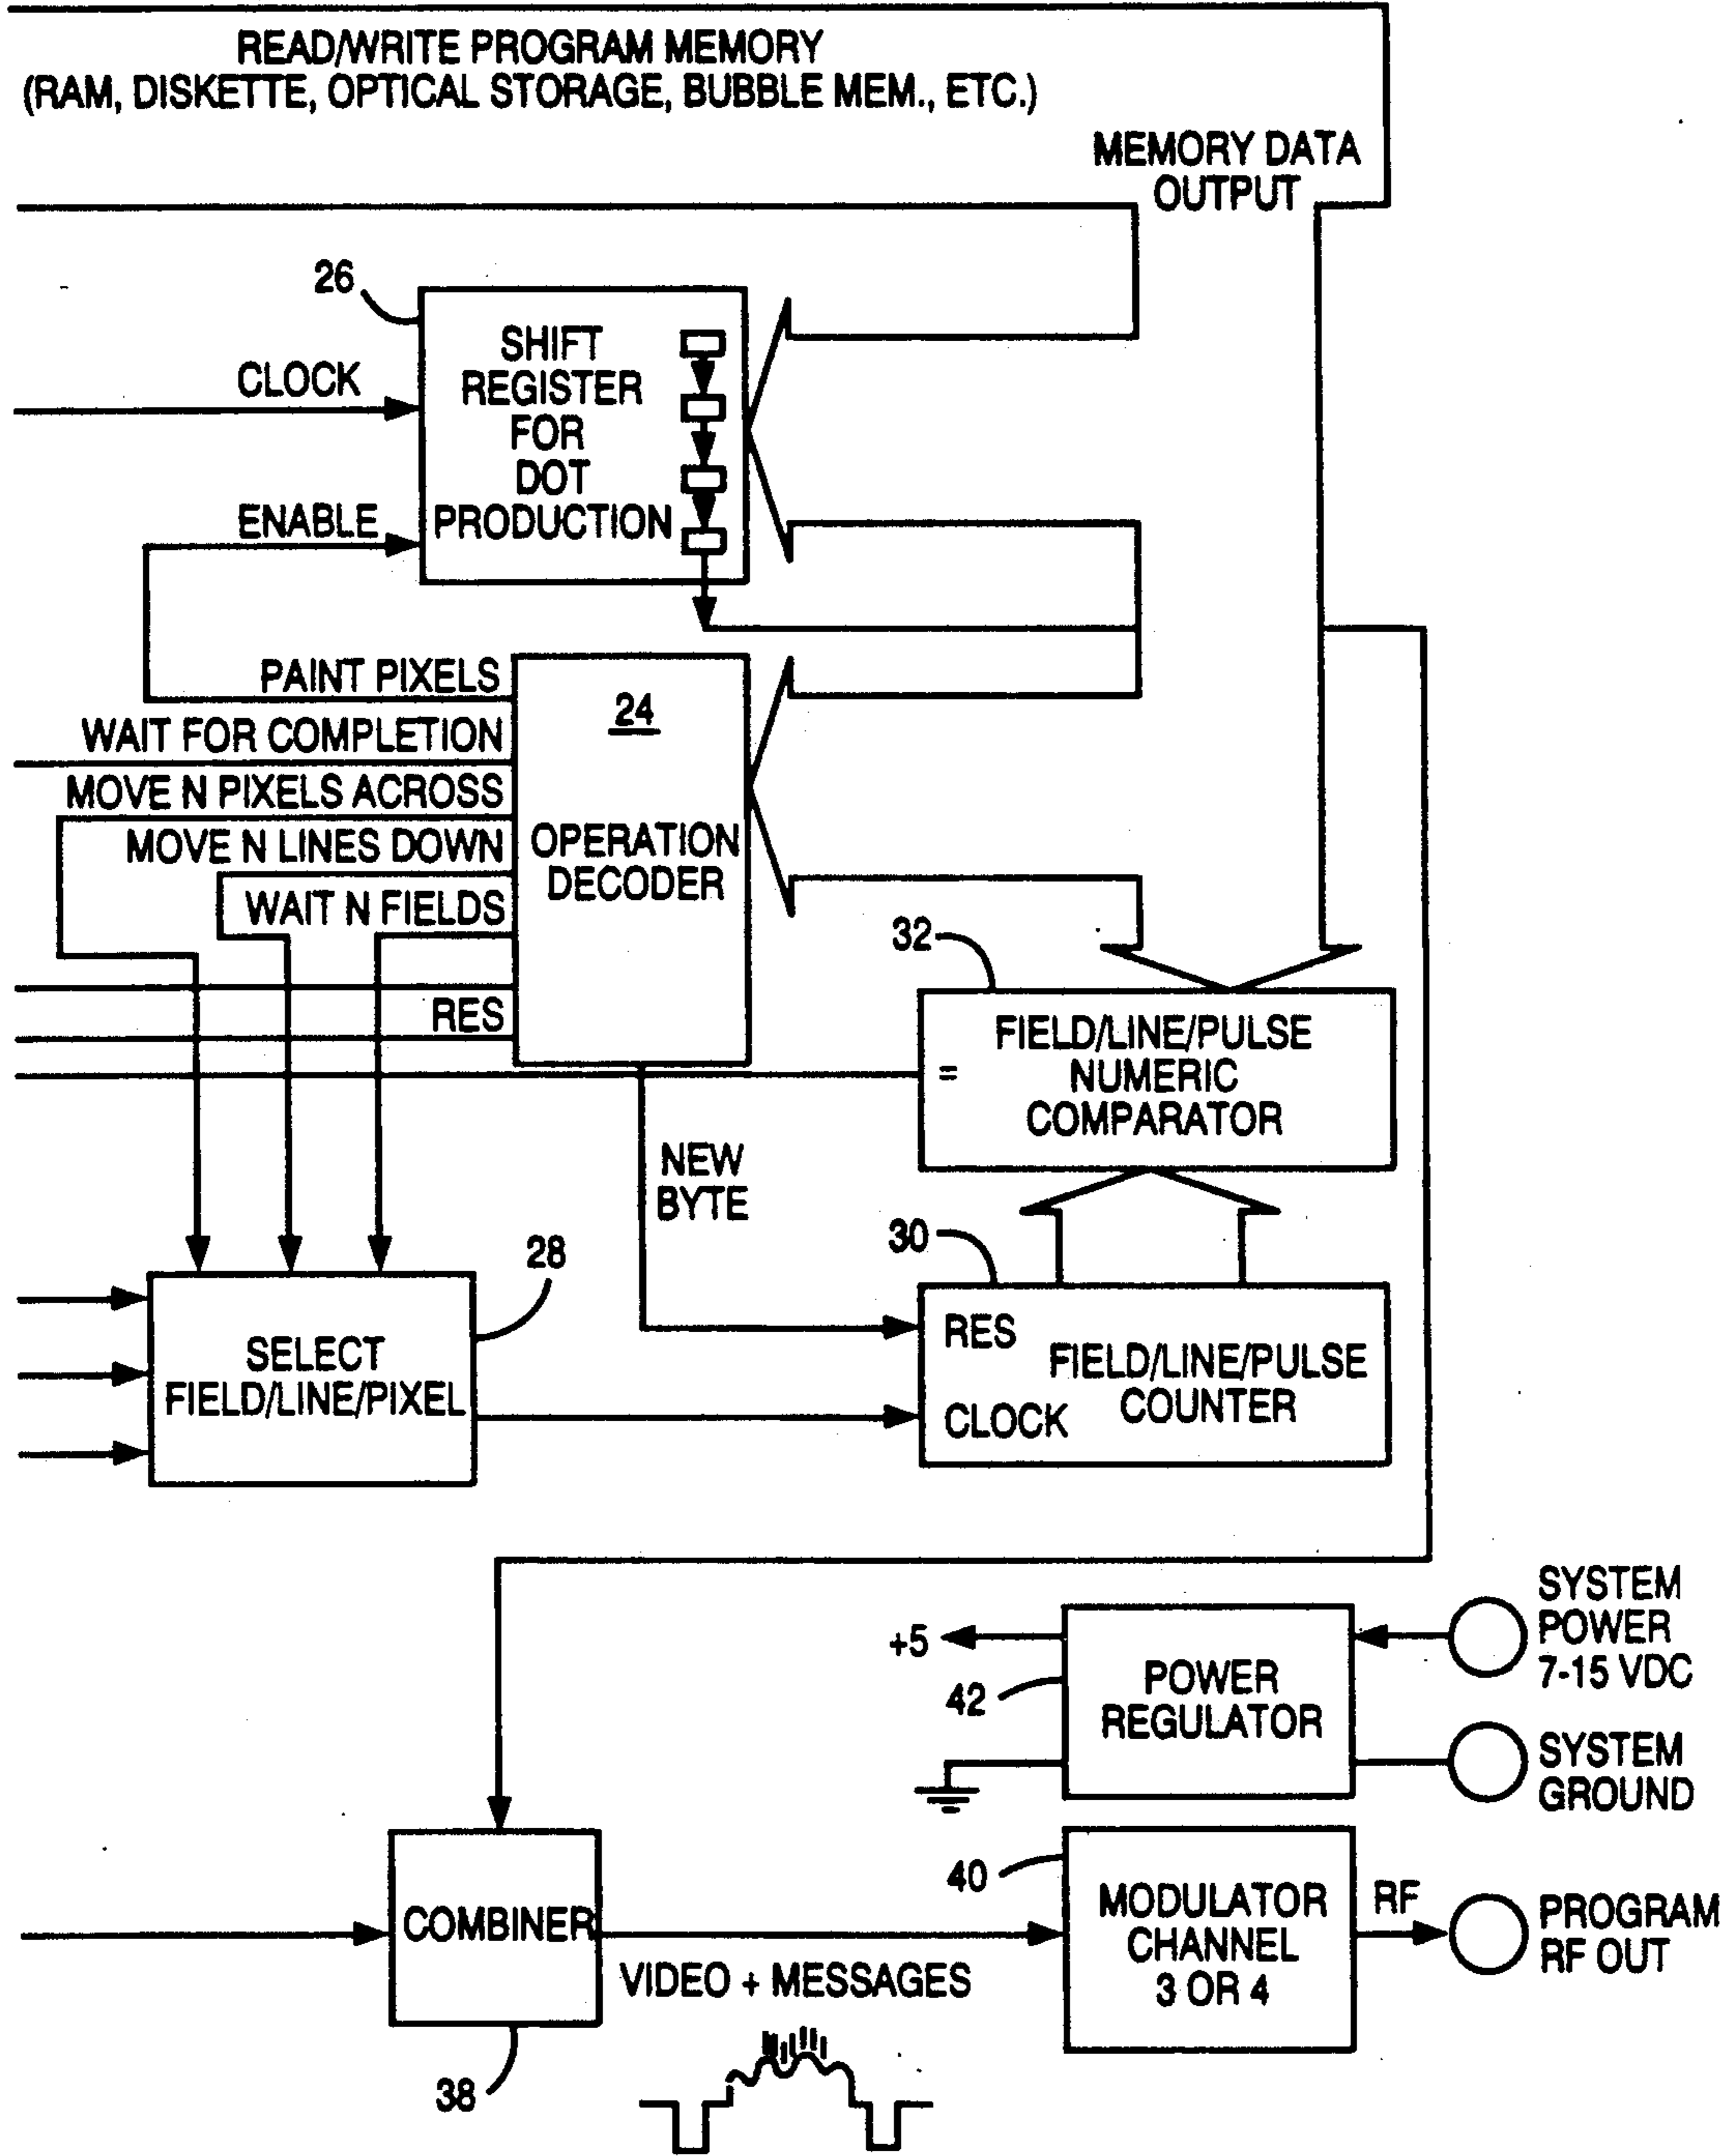 READ/WRITE PROGRAM MEMORY
(RAM, DISKETTE, OPTICAL STORAGE, BUBBLE MEM., ETC.)
MEMORY DATA
OUTPUT
26
SHIFT
REGISTER
FOR
DOT
PRODUCTION
CLOCK
ENABLE
PAINT PIXELS
WAIT FOR COMPLETION
MOVE N PIXELS ACROSS
MOVE N LINES DOWN
WAIT N FIELDS
RES
24
OPERATION
DECODER
32
FIELD/LINE/PULSE
NUMERIC
COMPARATOR
=
NEW
BYTE
28
SELECT
FIELD/LINE/PIXEL
30
RES
FIELD/LINE/PULSE
COUNTER
CLOCK
+5
42
POWER
REGULATOR
SYSTEM
POWER
7-15 VDC
SYSTEM
GROUND
COMBINER
38
VIDEO + MESSAGES
40
MODULATOR
CHANNEL
3 OR 4
RF
PROGRAM
RF OUT